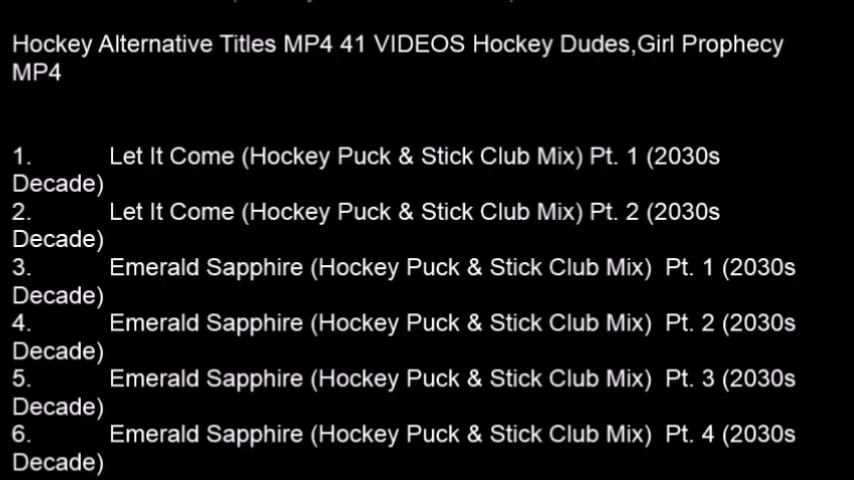 Hockey Alternative Titles MP4 41 VIDEOS Hockey Dudes,Girl Prophecy
MP4
1. Let It Come (Hockey Puck & Stick Club Mix) Pt. 1 (2030s
Decade)
2. Let It Come (Hockey Puck & Stick Club Mix) Pt. 2 (2030s
Decade)
3. Emerald Sapphire (Hockey Puck & Stick Club Mix)  Pt. 1 (2030s
Decade)
4. Emerald Sapphire (Hockey Puck & Stick Club Mix)  Pt. 2 (2030s
Decade)
5. Emerald Sapphire (Hockey Puck & Stick Club Mix)  Pt. 3 (2030s
Decade)
6. Emerald Sapphire (Hockey Puck & Stick Club Mix)  Pt. 4 (2030s
Decade)